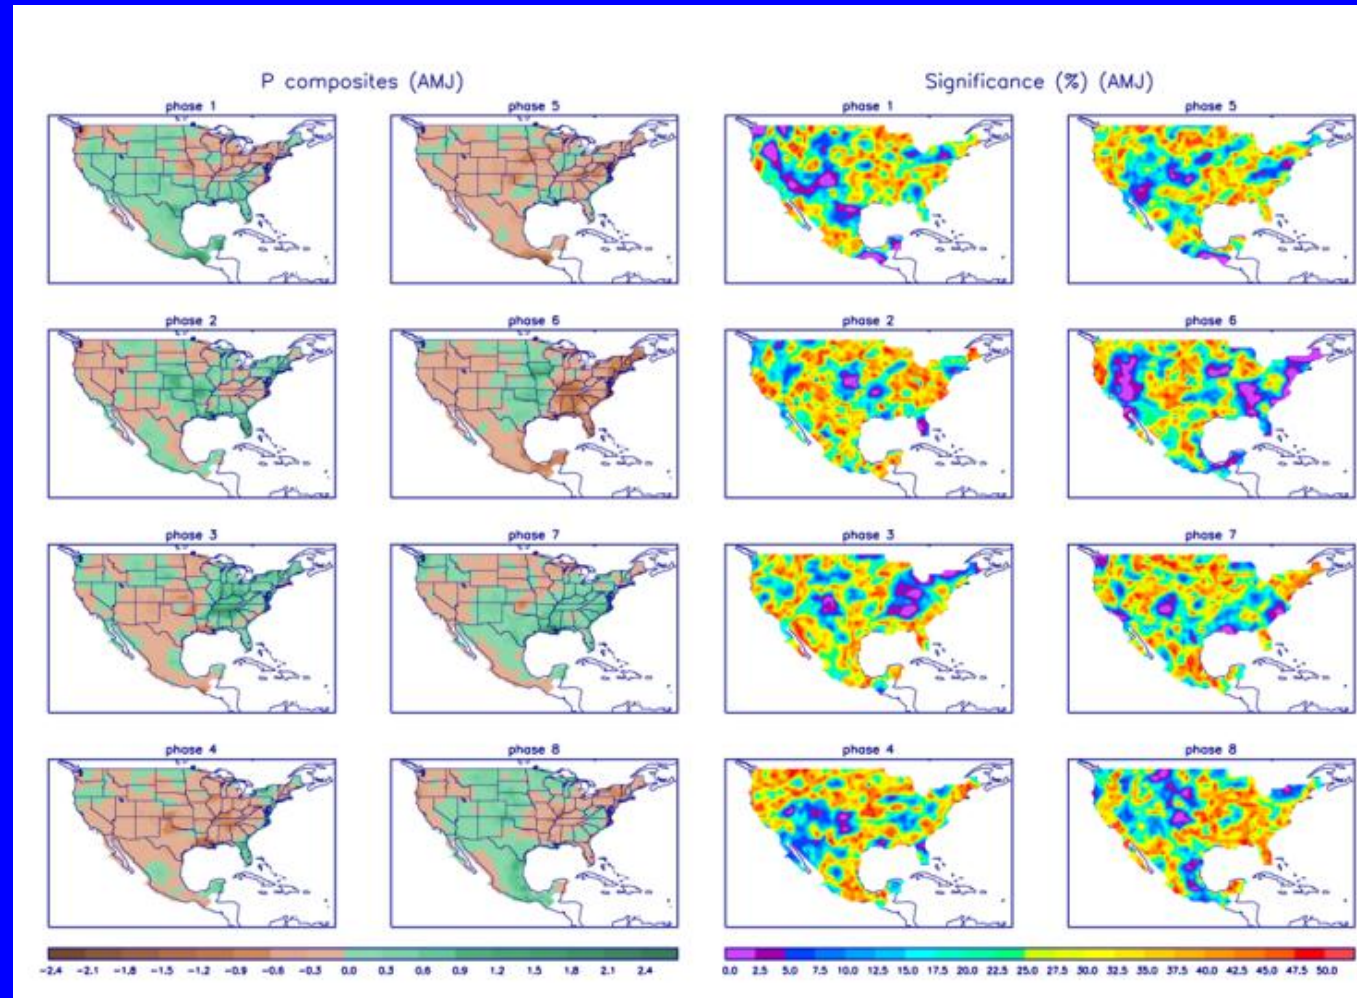 P composites (AMJ)
Significance (%) (AMJ)
phase 1
phase 5
phase 1
phase 5
phase 2
phase 6
phase 2
phase 6
phase 3
phase 7
phase 3
phase 7
phase 4
phase 8
phase 4
phase 8
-2.4 -2.1 -1.8 -1.5 -1.2 -0.9 -0.6 -0.3 0.0 0.3 0.6 0.9 1.2 1.5 1.8 2.1 2.4
0.0 2.5 5.0 7.5 10.0 12.5 15.0 17.5 20.0 22.5 25.0 27.5 30.0 32.5 35.0 37.5 40.0 42.5 45.0 47.5 50.0